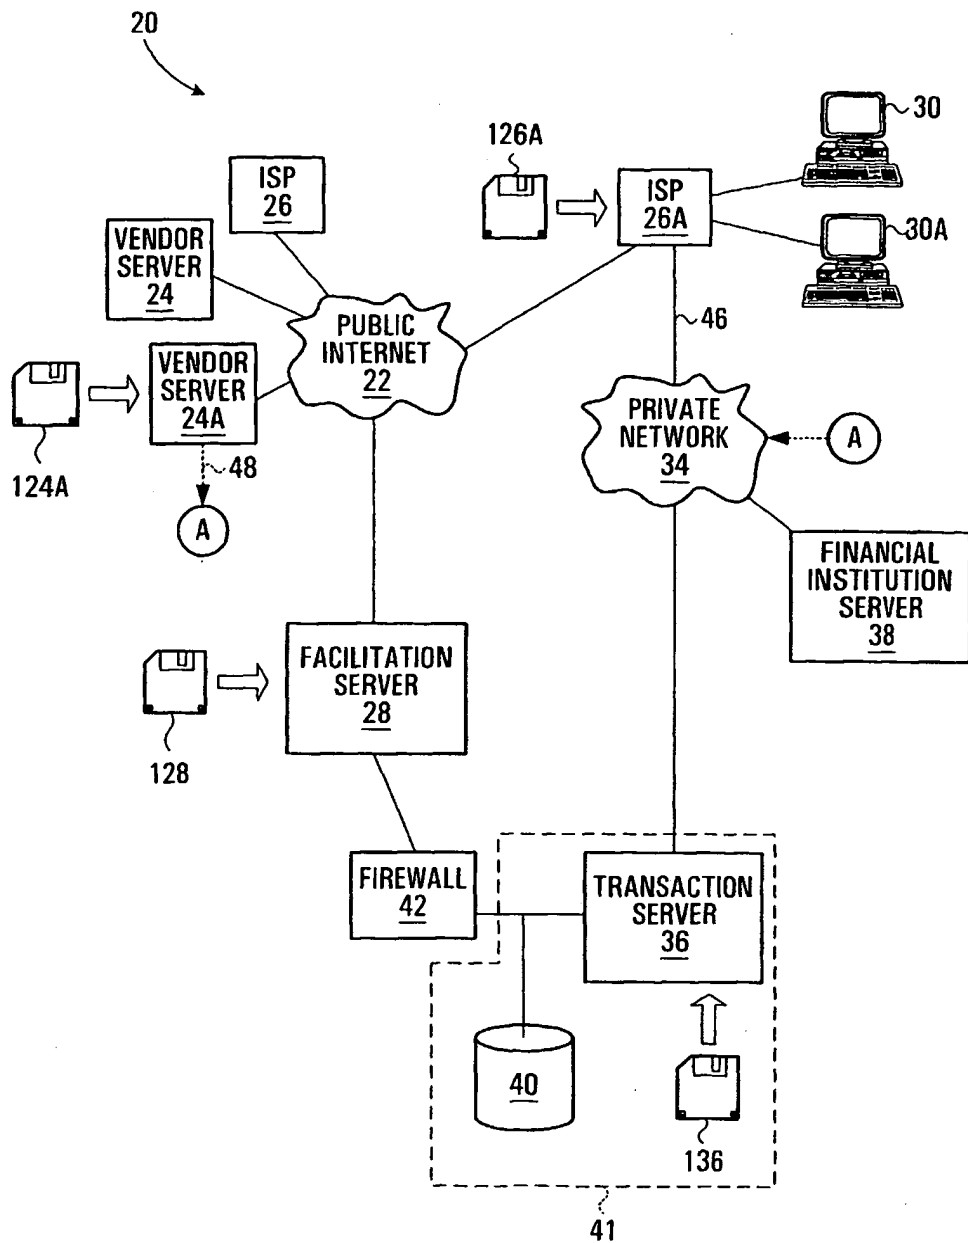 20
126A
30
ISP
26
ISP
26A
VENDOR
SERVER
24
30A
PUBLIC
INTERNET
22
46
VENDOR
SERVER
24A
PRIVATE
NETWORK
34
A
124A
48
A
FINANCIAL
INSTITUTION
SERVER
38
FACILITATION
SERVER
28
128
FIREWALL
42
TRANSACTION
SERVER
36
40
136
41